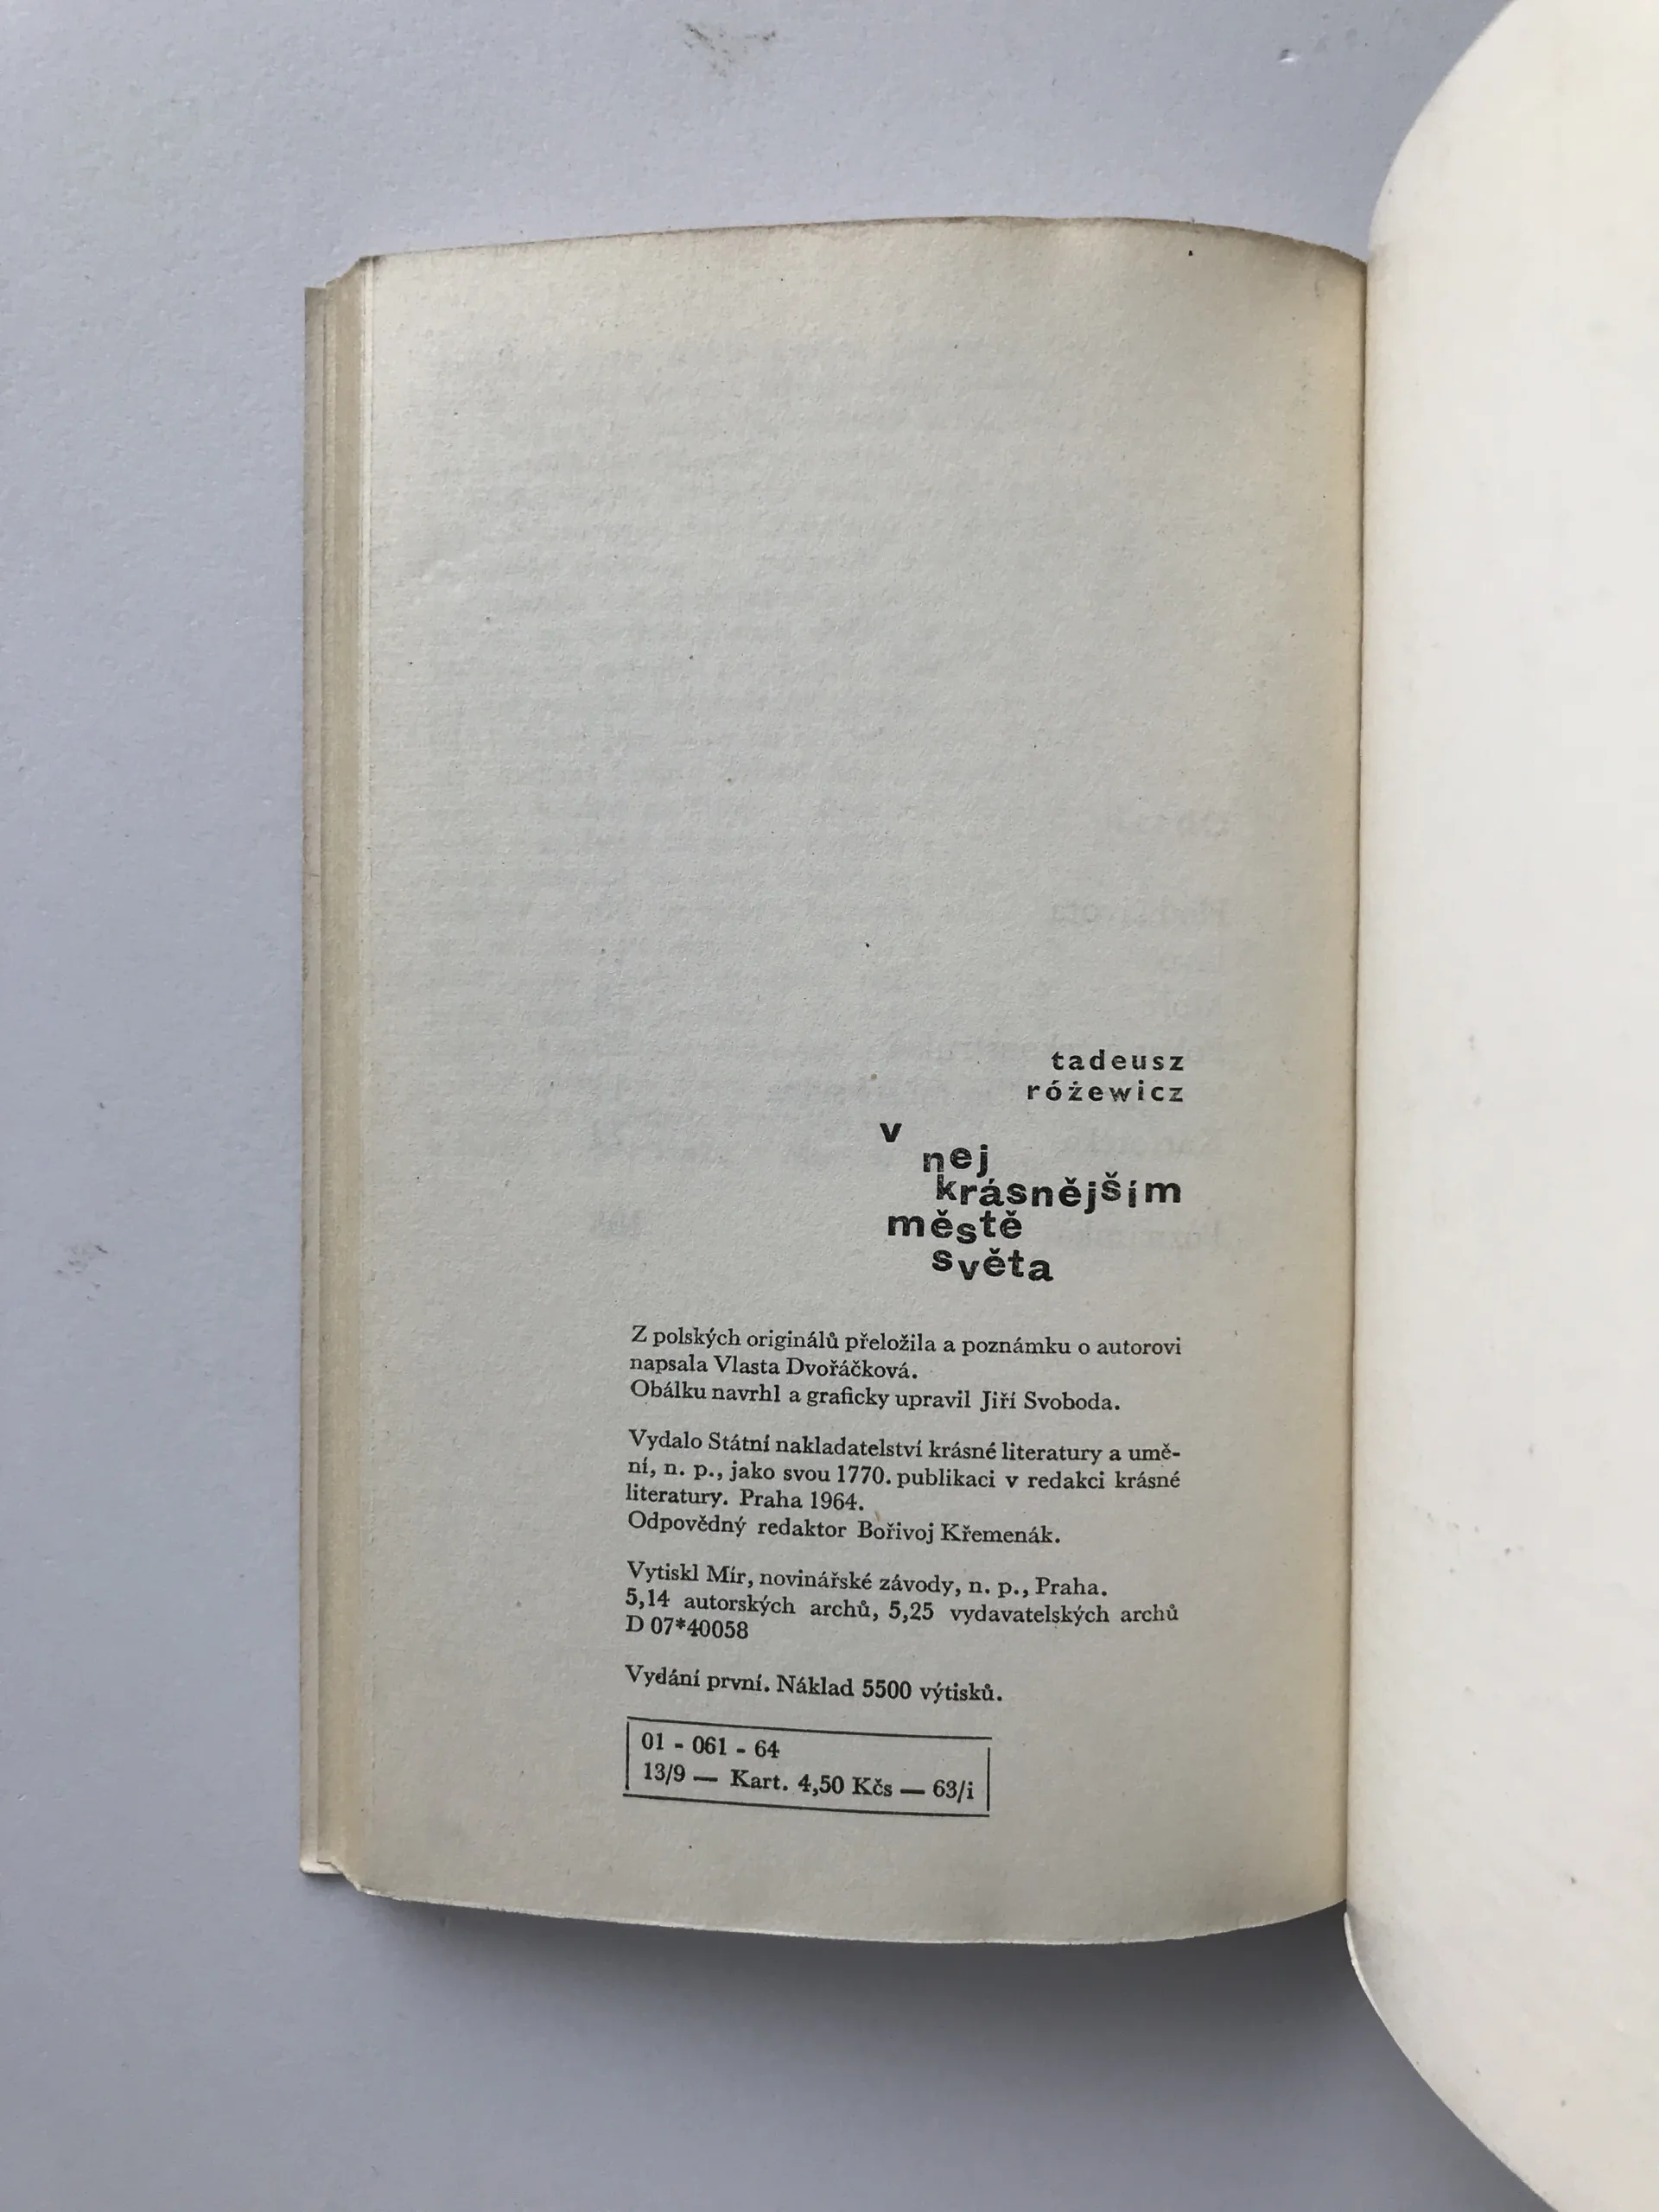 tadeusz
różewicz
v
nej
krásnějším
městě
světa
Z polských originálů přeložila a poznámku o autorovi
napsala Vlasta Dvořáčková.
Obálku navrhl a graficky upravil Jiří Svoboda.
Vydalo Státní nakladatelství krásné literatury a umě-
ní, n. p., jako svou 1770. publikaci v redakci krásné
literatury. Praha 1964.
Odpovědný redaktor Bořivoj Křemenák.
Vytiskl Mír, novinářské závody, n. p., Praha.
5,14 autorských archů, 5,25 vydavatelských archů
D 07*40058
Vydání první. Náklad 5500 výtisků.
01 - 061 - 64
13/9 — Kart. 4,50 Kčs — 63/i